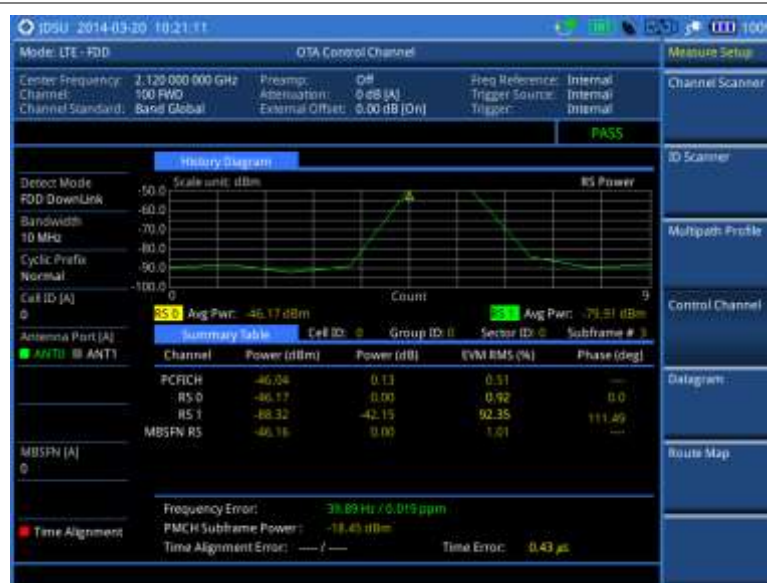 JDSU 2014-03-20 10:21:11
Mode: LTE - FDD OTA Control Channel Measure Setup
Center Frequency: 2.120 000 000 GHz Preamp: Off Freq Reference: Internal
Channel: 100 FWD Attenuation: 0 dB [A] Trigger Source: Internal
Channel Standard: Band Global External Offset: 0.00 dB [On] Trigger: Internal
Channel Scanner
PASS
ID Scanner
History Diagram
Detect Mode
FDD DownLink
Scale unit: dBm RS Power
-50.0
-60.0
Bandwidth
10 MHz
-70.0
Multipath Profile
-80.0
Cyclic Prefix
Normal
-90.0
-100.0
0 Count 9
Cell ID [A]
0
RS 0 Avg Pwr: -46.17 dBm RS 1 Avg Pwr: -79.91 dBm
Control Channel
Antenna Port [A]
ANT0 ANT1
Summary Table Cell ID: 0 Group ID: 0 Sector ID: 0 Subframe # 3
Channel Power (dBm) Power (dB) EVM RMS (%) Phase (deg)
PCFICH -46.04 0.13 0.51 ----
RS 0 -46.17 0.00 0.92 0.0
RS 1 -88.32 -42.15 92.35 111.49
MBSFN RS -46.16 0.00 1.01 ----
Datagram
MBSFN [A]
0
Route Map
Frequency Error: 39.89 Hz / 0.019 ppm
PMCH Subframe Power: -18.45 dBm
Time Alignment
Time Alignment Error: ---- / ---- Time Error: 0.43 µs